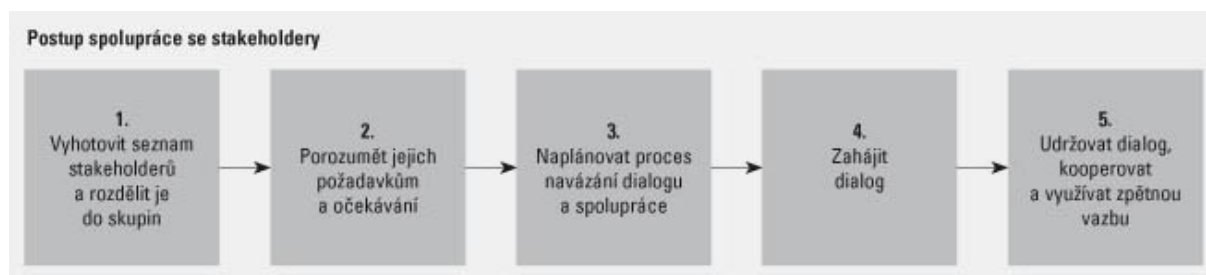 Postup spolupráce se stakeholdery
1.
Vyhotovit seznam
stakeholderů
a rozdělit je
do skupin
2.
Porozumět jejich
požadavkům
a očekávání
3.
Naplánovat proces
navázání dialogu
a spolupráce
4.
Zahájit
dialog
5.
Udržovat dialog,
kooperovat
a využívat zpětnou
vazbu